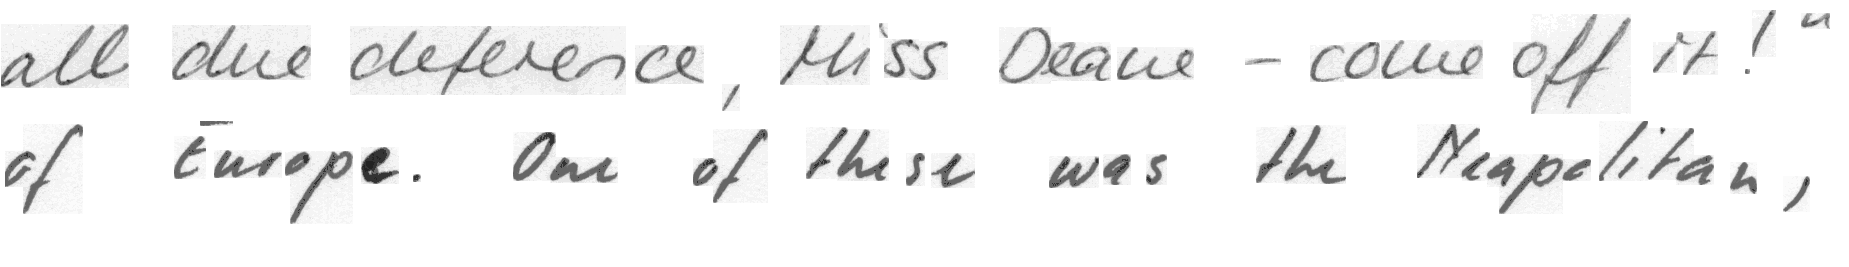 all due deference, Miss Deane - come off it!"
of Europe. One of these was the Neapolitan,